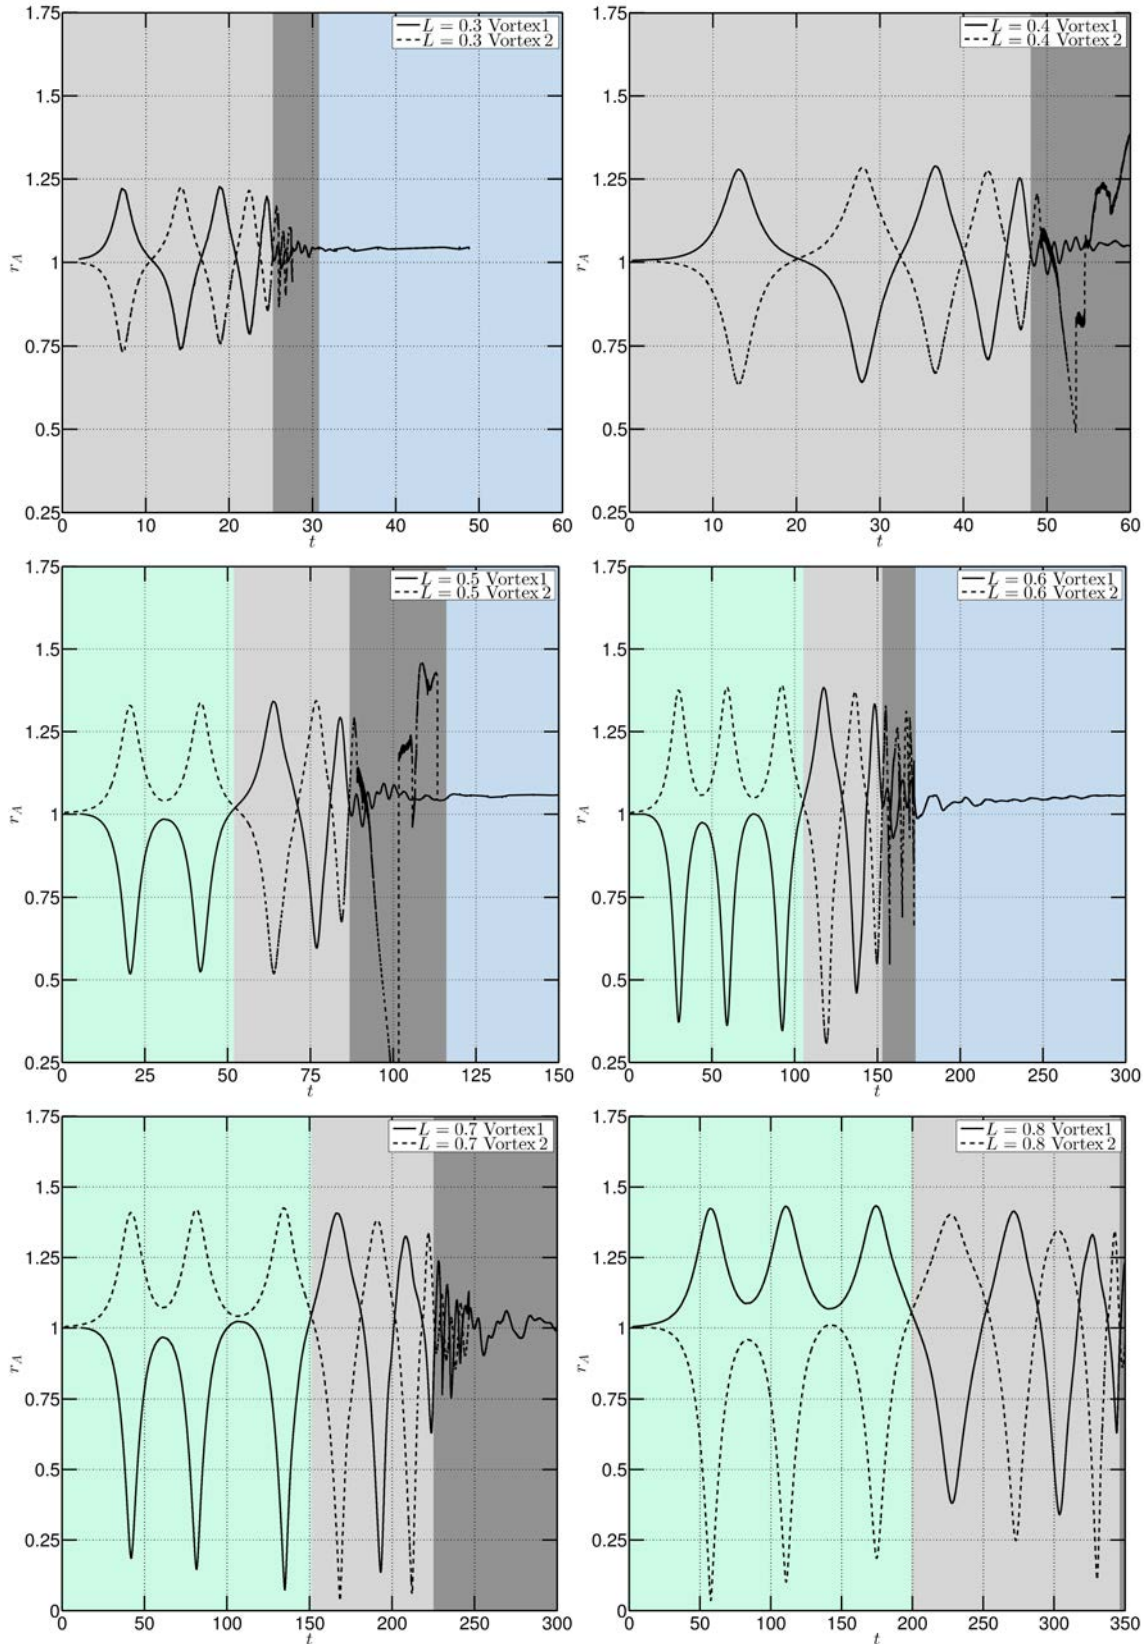 L = 0.3 Vortex1
L = 0.3 Vortex 2
1.75
1.5
1.25
1
0.75
0.5
0.25
r_A
0 10 20 30 40 50 60
t
L = 0.4 Vortex1
L = 0.4 Vortex 2
1.75
1.5
1.25
1
0.75
0.5
0.25
r_A
0 10 20 30 40 50 60
t
L = 0.5 Vortex1
L = 0.5 Vortex 2
1.75
1.5
1.25
1
0.75
0.5
0.25
r_A
0 25 50 75 100 125 150
t
L = 0.6 Vortex1
L = 0.6 Vortex 2
1.75
1.5
1.25
1
0.75
0.5
0.25
r_A
0 50 100 150 200 250 300
t
L = 0.7 Vortex1
L = 0.7 Vortex 2
1.75
1.5
1.25
1
0.75
0.5
0.25
0
r_A
0 50 100 150 200 250 300
t
L = 0.8 Vortex1
L = 0.8 Vortex 2
1.75
1.5
1.25
1
0.75
0.5
0.25
0
r_A
0 50 100 150 200 250 300 350
t